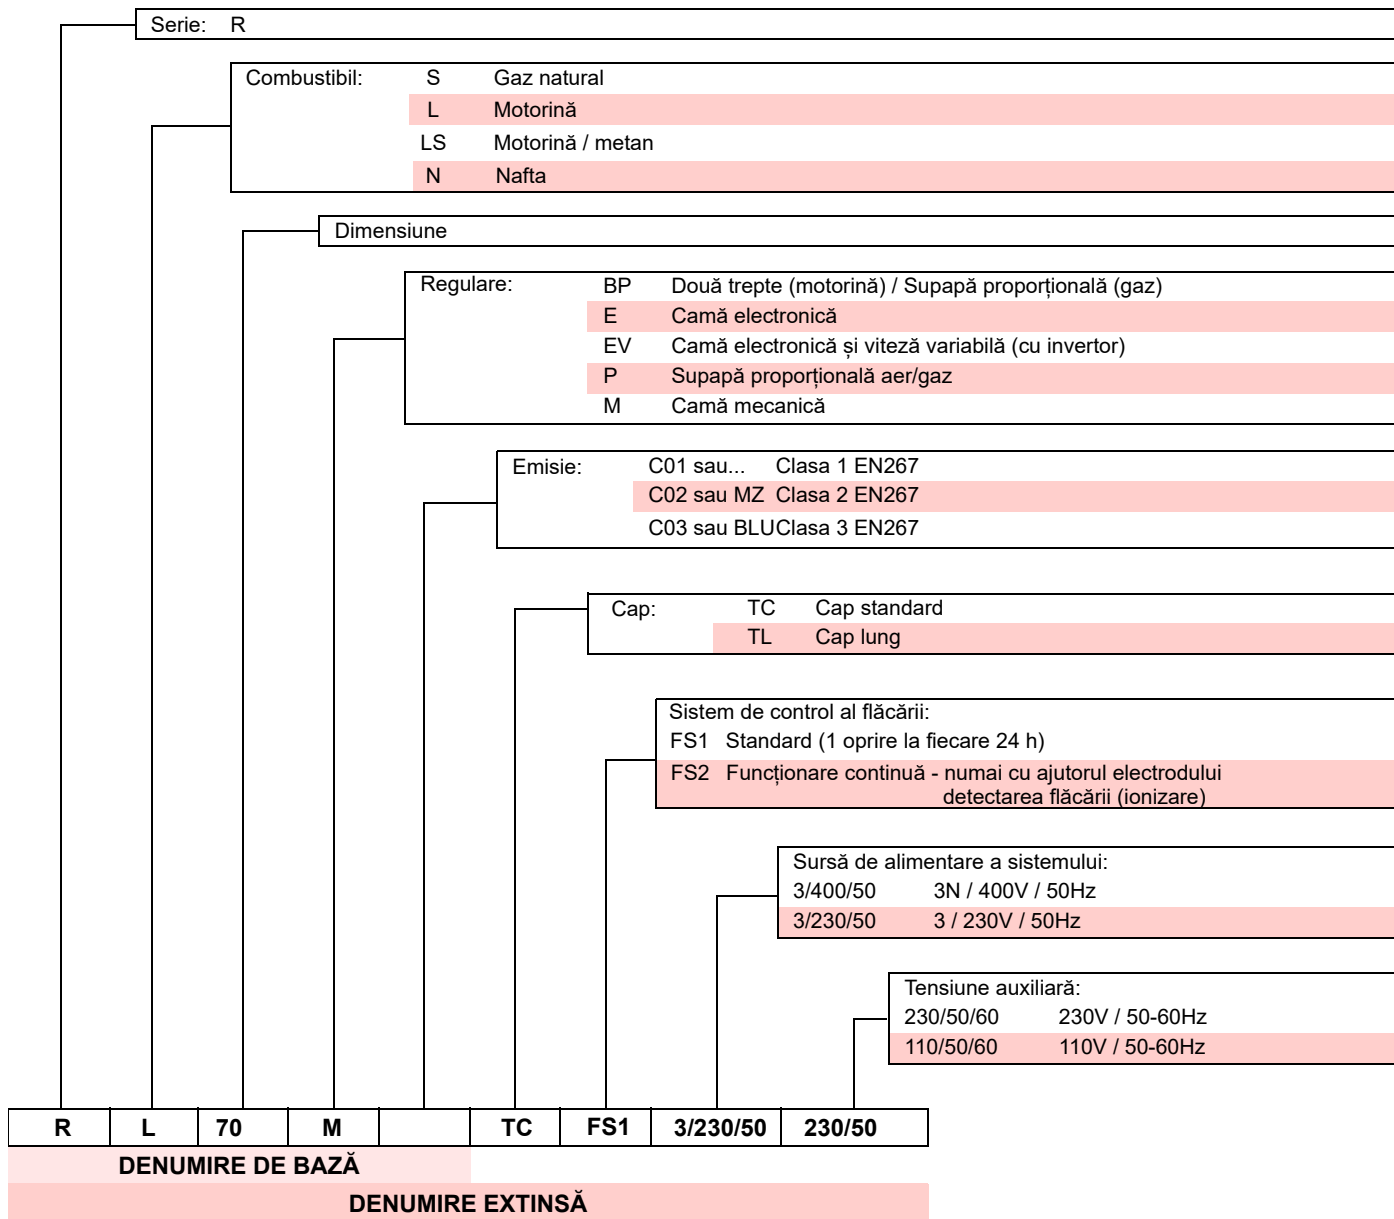 Serie: R
Combustibil: S Gaz natural
L Motorină
LS Motorină / metan
N Nafta
Dimensiune
Regulare: BP Două trepte (motorină) / Supapă proporțională (gaz)
E Camă electronică
EV Camă electronică și viteză variabilă (cu invertor)
P Supapă proporțională aer/gaz
M Camă mecanică
Emisie: C01 sau... Clasa 1 EN267
C02 sau MZ Clasa 2 EN267
C03 sau BLUClasa 3 EN267
Cap: TC Cap standard
TL Cap lung
Sistem de control al flăcării:
FS1 Standard (1 oprire la fiecare 24 h)
FS2 Funcționare continuă - numai cu ajutorul electrodului
detectarea flăcării (ionizare)
Sursă de alimentare a sistemului:
3/400/50 3N / 400V / 50Hz
3/230/50 3 / 230V / 50Hz
Tensiune auxiliară:
230/50/60 230V / 50-60Hz
110/50/60 110V / 50-60Hz
R L 70 M TC FS1 3/230/50 230/50
DENUMIRE DE BAZĂ
DENUMIRE EXTINSĂ